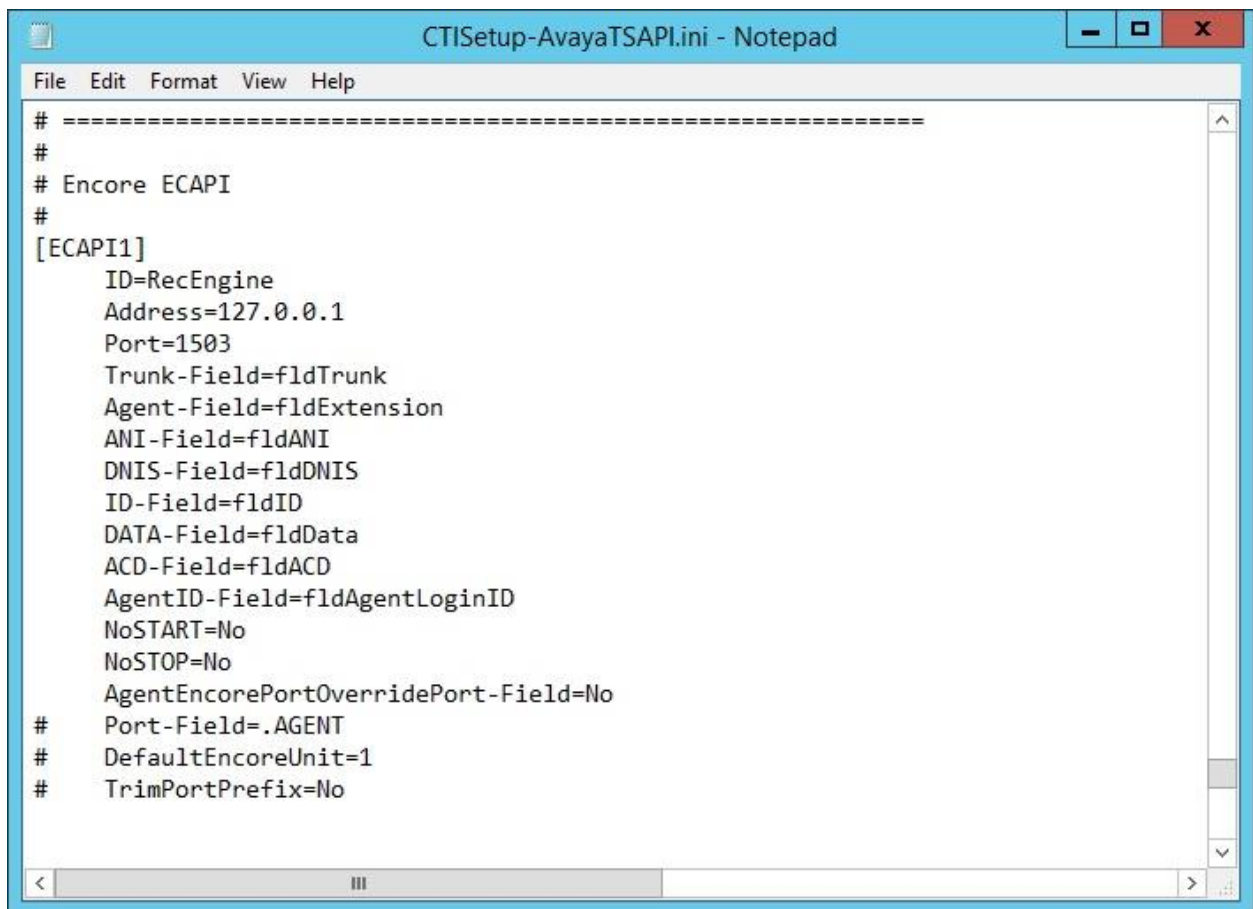 CTISetup-AvayaTSAPI.ini - Notepad
File Edit Format View Help
# =============================================================
#
# Encore ECAPI
#
[ECAPI1]
ID=RecEngine
Address=127.0.0.1
Port=1503
Trunk-Field=fldTrunk
Agent-Field=fldExtension
ANI-Field=fldANI
DNIS-Field=fldDNIS
ID-Field=fldID
DATA-Field=fldData
ACD-Field=fldACD
AgentID-Field=fldAgentLoginID
NoSTART=No
NoSTOP=No
AgentEncorePortOverridePort-Field=No
# Port-Field=.AGENT
# DefaultEncoreUnit=1
# TrimPortPrefix=No